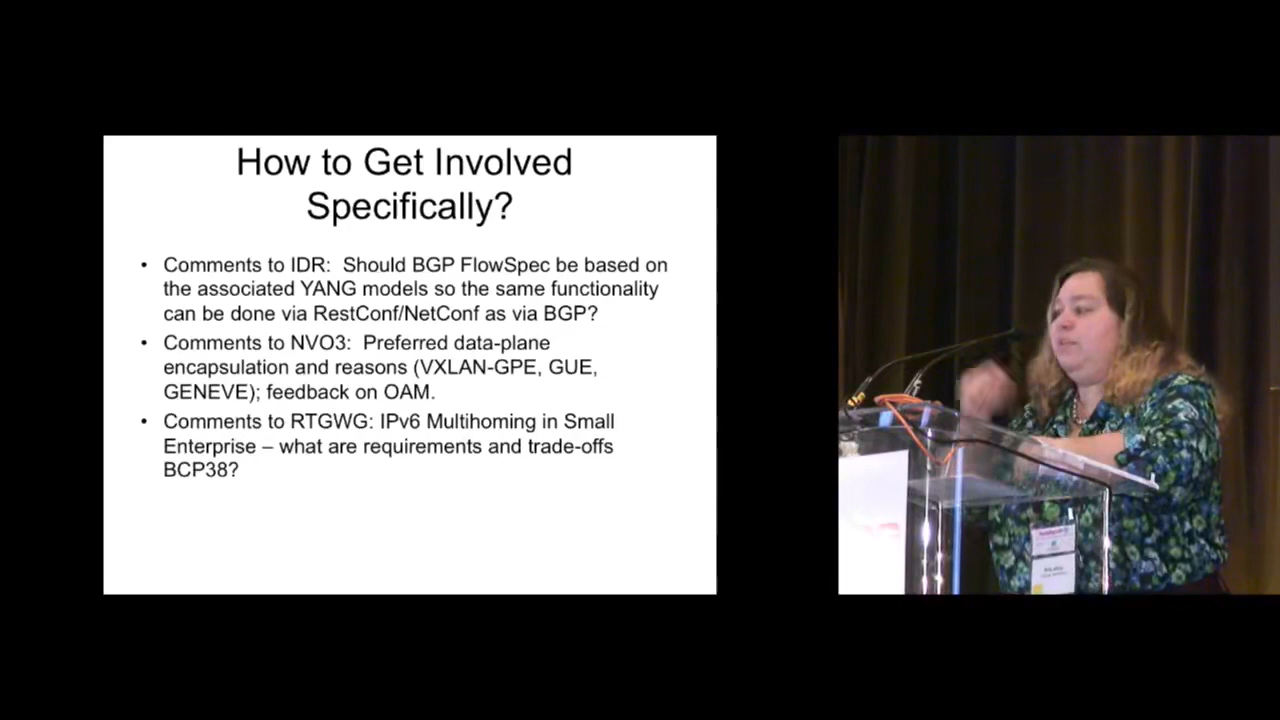 How to Get Involved
Specifically?
• Comments to IDR:  Should BGP FlowSpec be based on
the associated YANG models so the same functionality
can be done via RestConf/NetConf as via BGP?
• Comments to NVO3:  Preferred data-plane
encapsulation and reasons (VXLAN-GPE, GUE,
GENEVE); feedback on OAM.
• Comments to RTGWG: IPv6 Multihoming in Small
Enterprise – what are requirements and trade-offs
BCP38?